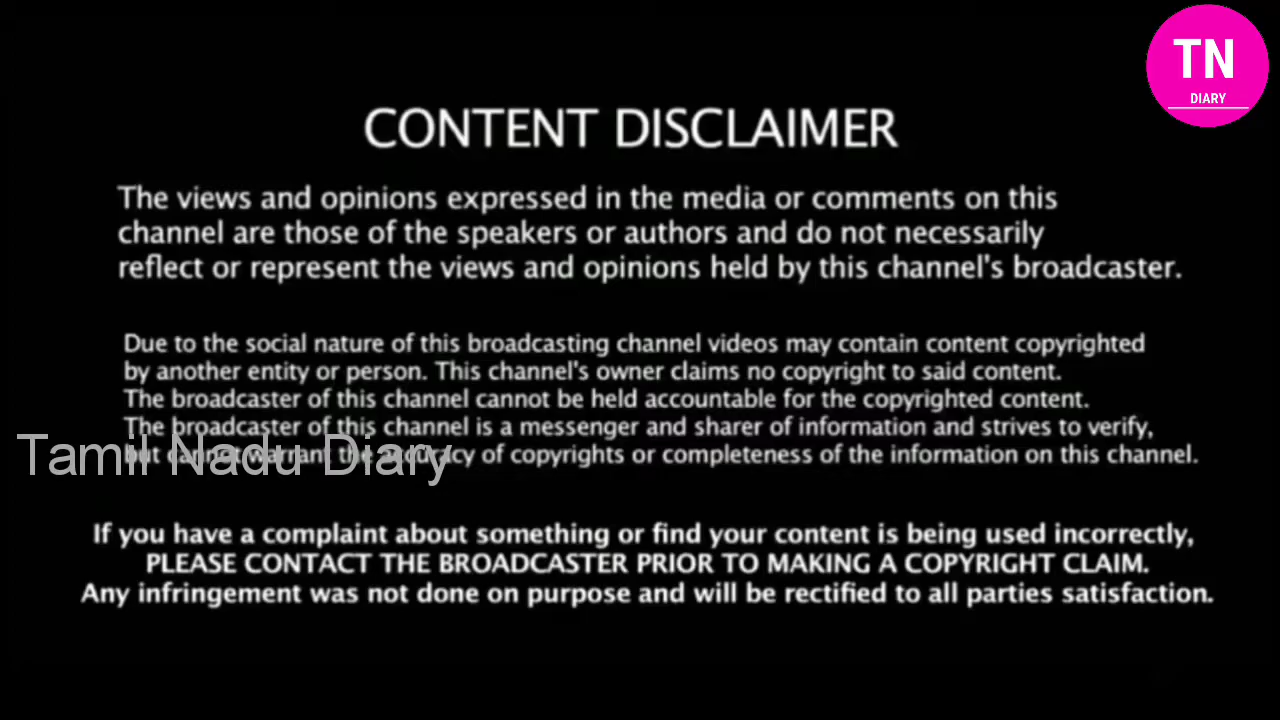 TN
DIARY
CONTENT DISCLAIMER
The views and opinions expressed in the media or comments on this
channel are those of the speakers or authors and do not necessarily
reflect or represent the views and opinions held by this channel's broadcaster.
Due to the social nature of this broadcasting channel videos may contain content copyrighted
by another entity or person. This channel's owner claims no copyright to said content.
The broadcaster of this channel cannot be held accountable for the copyrighted content.
The broadcaster of this channel is a messenger and sharer of information and strives to verify,
but cannot warrant the accuracy of copyrights or completeness of the information on this channel.
Tamil Nadu Diary
If you have a complaint about something or find your content is being used incorrectly,
PLEASE CONTACT THE BROADCASTER PRIOR TO MAKING A COPYRIGHT CLAIM.
Any infringement was not done on purpose and will be rectified to all parties satisfaction.